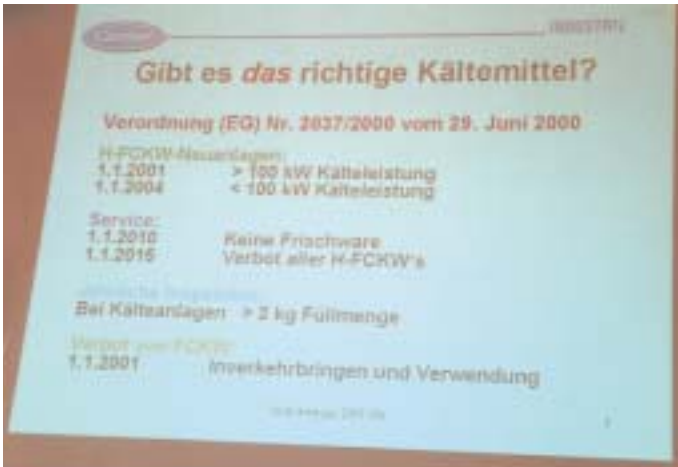 INDUSTRIE
Gibt es das richtige Kältemittel?
Verordnung (EG) Nr. 2037/2000 vom 29. Juni 2000
H-FCKW-Neuanlagen:
1.1.2001 > 100 kW Kälteleistung
1.1.2004 < 100 kW Kälteleistung
Service:
1.1.2010 Keine Frischware
1.1.2015 Verbot aller H-FCKW's
Bei Kälteanlagen > 3 kg Füllmenge
Verbot von FCKW:
1.1.2001 Inverkehrbringen und Verwendung